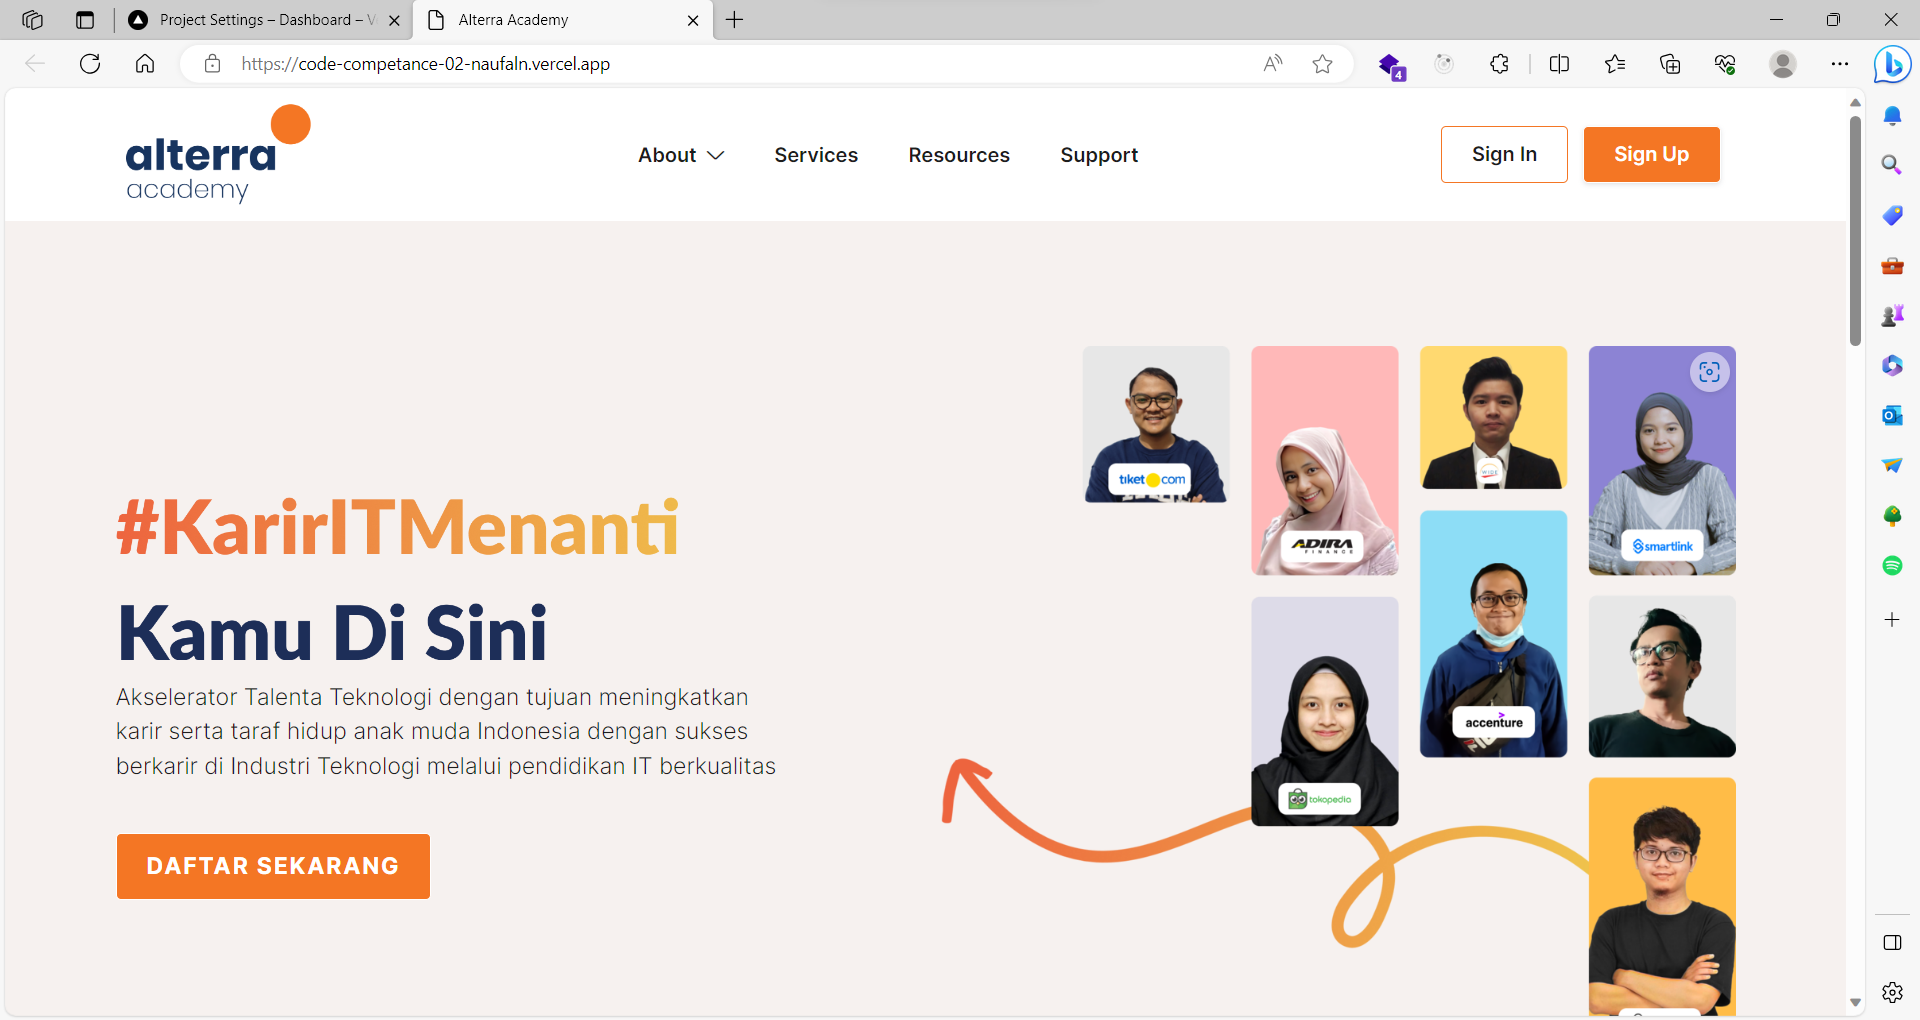 Project Settings – Dashboard – V
Alterra Academy
https://code-competance-02-naufaln.vercel.app
4
alterra
academy
About
Services
Resources
Support
Sign In
Sign Up
#KarirITMenanti
Kamu Di Sini
Akselerator Talenta Teknologi dengan tujuan meningkatkan
karir serta taraf hidup anak muda Indonesia dengan sukses
berkarir di Industri Teknologi melalui pendidikan IT berkualitas
DAFTAR SEKARANG
tiket com
ADIRA
FINANCE
WIDE
smartlink
accenture
tokopedia